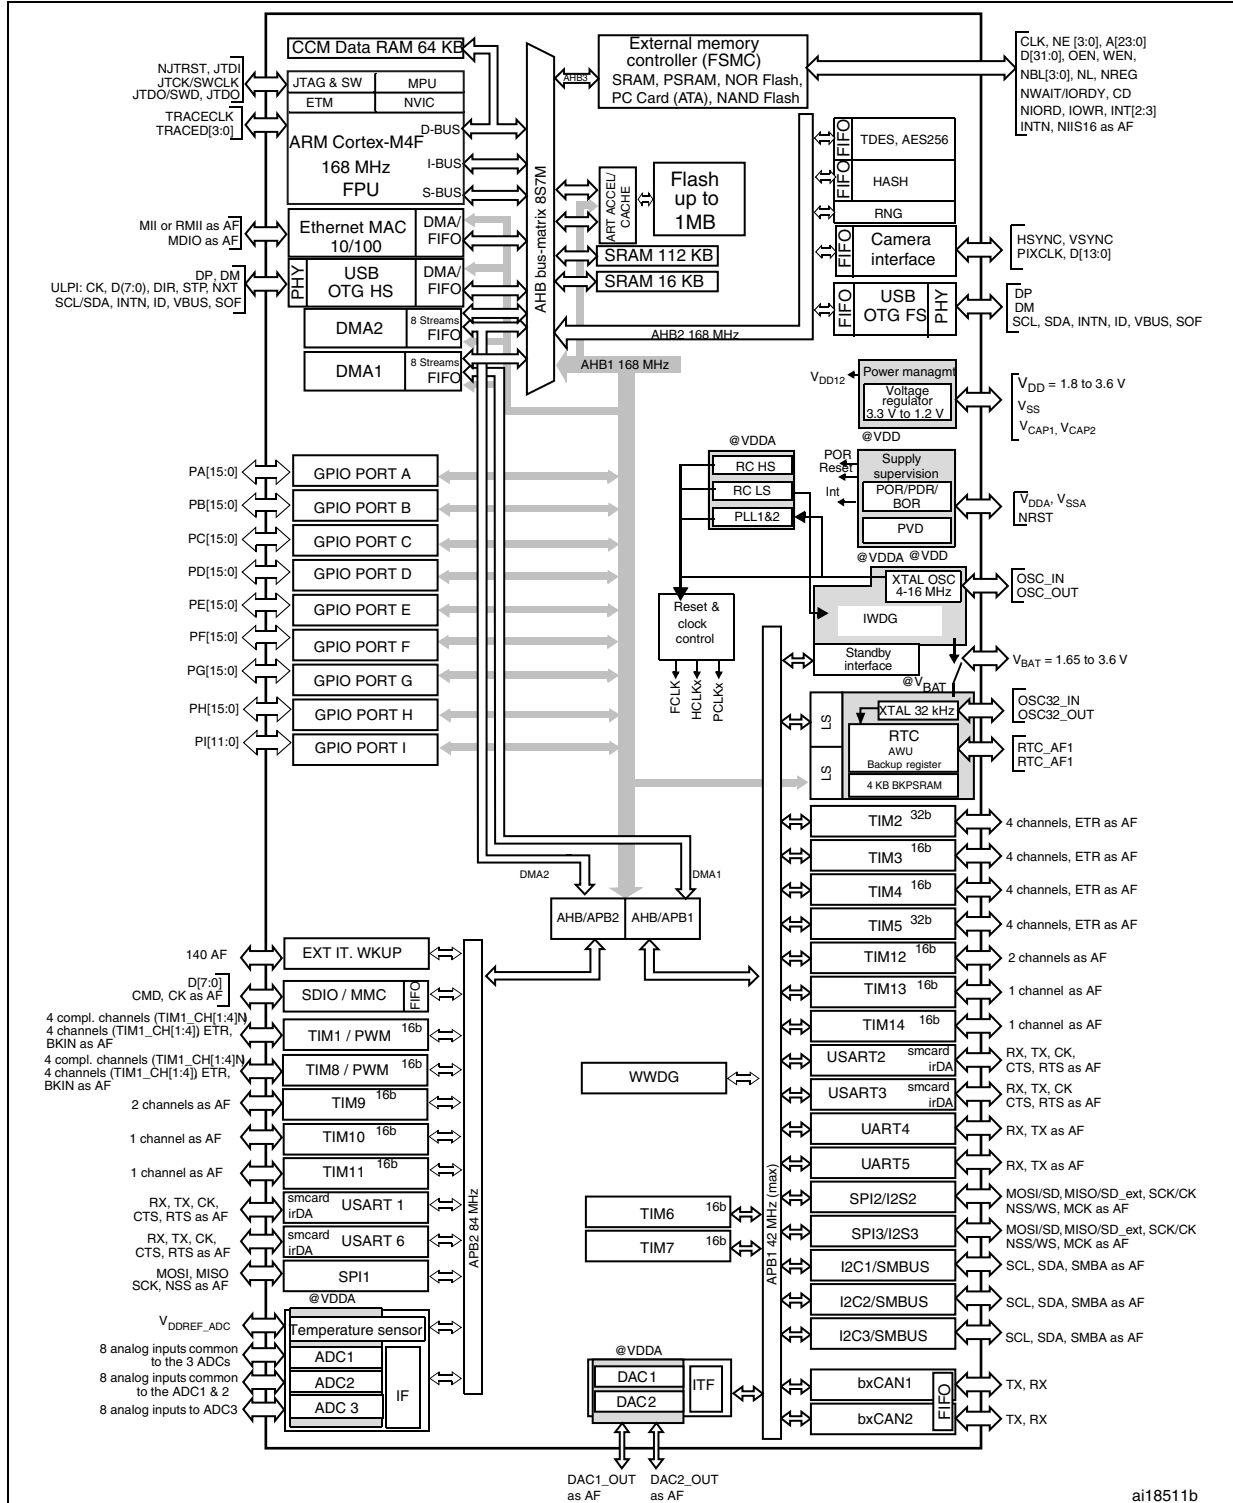 CCM Data RAM 64 KB
External memory
controller (FSMC)
SRAM, PSRAM, NOR Flash,
PC Card (ATA), NAND Flash
AHB3
CLK, NE [3:0], A[23:0]
D[31:0], OEN, WEN,
NBL[3:0], NL, NREG
NWAIT/IORDY, CD
NIORD, IOWR, INT[2:3]
INTN, NIIS16 as AF
NJTRST, JTDI
JTCK/SWCLK
JTDO/SWD, JTDO
TRACECLK
TRACED[3:0]
JTAG & SW
MPU
ETM
NVIC
ARM Cortex-M4F
168 MHz
FPU
D-BUS
I-BUS
S-BUS
AHB bus-matrix 8S7M
ART ACCEL/
CACHE
Flash
up to
1MB
SRAM 112 KB
SRAM 16 KB
FIFO
TDES, AES256
FIFO
HASH
RNG
FIFO
Camera
interface
HSYNC, VSYNC
PIXCLK, D[13:0]
FIFO
USB
OTG FS
PHY
DP
DM
SCL, SDA, INTN, ID, VBUS, SOF
MII or RMII as AF
MDIO as AF
Ethernet MAC
10/100
DMA/
FIFO
DP, DM
ULPI: CK, D(7:0), DIR, STP, NXT
SCL/SDA, INTN, ID, VBUS, SOF
PHY
USB
OTG HS
DMA/
FIFO
DMA2
8 Streams
FIFO
DMA1
8 Streams
FIFO
AHB2 168 MHz
AHB1 168 MHz
VDD12
Power managmt
Voltage
regulator
3.3 V to 1.2 V
@VDD
VDD = 1.8 to 3.6 V
VSS
VCAP1, VCAP2
@VDDA
RC HS
RC LS
PLL1&2
POR
Reset
Int
Supply
supervision
POR/PDR/
BOR
PVD
VDDA, VSSA
NRST
@VDDA @VDD
XTAL OSC
4-16 MHz
OSC_IN
OSC_OUT
IWDG
Reset &
clock
control
FCLK
HCLKx
PCLKx
Standby
interface
VBAT = 1.65 to 3.6 V
@VBAT
LS
LS
XTAL 32 kHz
OSC32_IN
OSC32_OUT
RTC
AWU
Backup register
RTC_AF1
RTC_AF1
4 KB BKPSRAM
PA[15:0]
GPIO PORT A
PB[15:0]
GPIO PORT B
PC[15:0]
GPIO PORT C
PD[15:0]
GPIO PORT D
PE[15:0]
GPIO PORT E
PF[15:0]
GPIO PORT F
PG[15:0]
GPIO PORT G
PH[15:0]
GPIO PORT H
PI[11:0]
GPIO PORT I
DMA2
DMA1
AHB/APB2
AHB/APB1
TIM2 32b
4 channels, ETR as AF
TIM3 16b
4 channels, ETR as AF
TIM4 16b
4 channels, ETR as AF
TIM5 32b
4 channels, ETR as AF
TIM12 16b
2 channels as AF
TIM13 16b
1 channel as AF
TIM14 16b
1 channel as AF
USART2
smcard
irDA
RX, TX, CK,
CTS, RTS as AF
USART3
smcard
irDA
RX, TX, CK
CTS, RTS as AF
UART4
RX, TX as AF
UART5
RX, TX as AF
SPI2/I2S2
MOSI/SD, MISO/SD_ext, SCK/CK
NSS/WS, MCK as AF
SPI3/I2S3
MOSI/SD, MISO/SD_ext, SCK/CK
NSS/WS, MCK as AF
I2C1/SMBUS
SCL, SDA, SMBA as AF
I2C2/SMBUS
SCL, SDA, SMBA as AF
I2C3/SMBUS
SCL, SDA, SMBA as AF
bxCAN1
TX, RX
bxCAN2
TX, RX
FIFO
APB1 42 MHz (max)
WWDG
TIM6 16b
TIM7 16b
@VDDA
DAC1
DAC2
ITF
DAC1_OUT
as AF
DAC2_OUT
as AF
140 AF
EXT IT. WKUP
D[7:0]
CMD, CK as AF
SDIO / MMC
FIFO
4 compl. channels (TIM1_CH[1:4]N
4 channels (TIM1_CH[1:4]) ETR,
BKIN as AF
TIM1 / PWM 16b
4 compl. channels (TIM1_CH[1:4]N
4 channels (TIM1_CH[1:4]) ETR,
BKIN as AF
TIM8 / PWM 16b
2 channels as AF
TIM9 16b
1 channel as AF
TIM10 16b
1 channel as AF
TIM11 16b
RX, TX, CK,
CTS, RTS as AF
smcard
irDA
USART 1
RX, TX, CK,
CTS, RTS as AF
smcard
irDA
USART 6
MOSI, MISO
SCK, NSS as AF
SPI1
@VDDA
APB2 84 MHz
VDDREF_ADC
Temperature sensor
8 analog inputs common
to the 3 ADCs
ADC1
8 analog inputs common
to the ADC1 & 2
ADC2
8 analog inputs to ADC3
ADC 3
IF
ai18511b